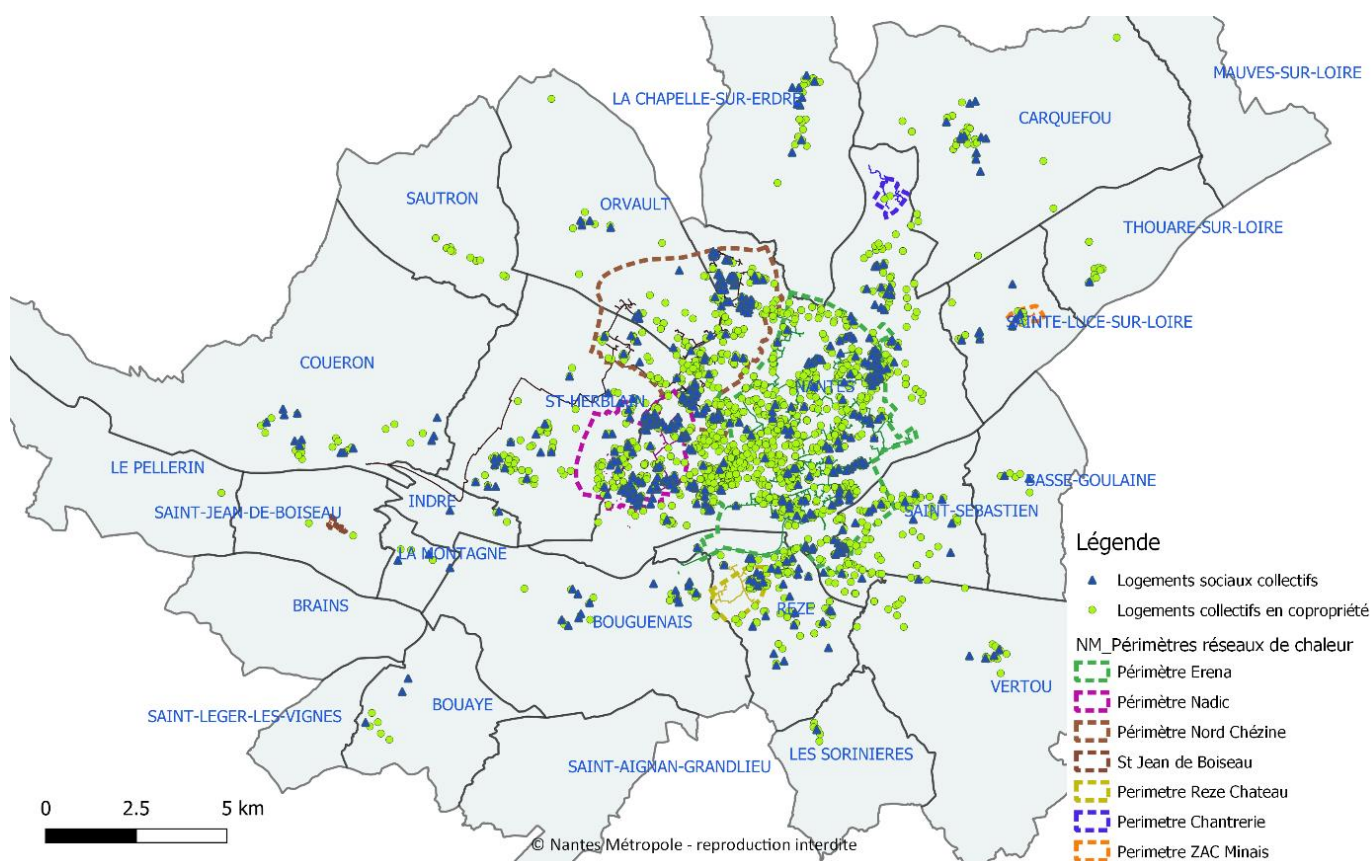 MAUVES-SUR-LOIRE
LA CHAPELLE-SUR-ERDRE
CARQUEFOU
SAUTRON
ORVAULT
THOUARE-SUR-LOIRE
SAINTE-LUCE-SUR-LOIRE
COUERON
NANTES
ST-HERBLAIN
LE PELLERIN
BASSE-GOULAINE
INDRE
SAINT-JEAN-DE-BOISEAU
SAINT-SEBASTIEN
LA MONTAGNE
BRAINS
BOUGUENAIS
REZE
VERTOU
BOUAYE
SAINT-LEGER-LES-VIGNES
LES SORINIERES
SAINT-AIGNAN-GRANDLIEU
Légende
Logements sociaux collectifs
Logements collectifs en copropriété
NM_Périmètres réseaux de chaleur
Périmètre Erena
Périmètre Nadic
Périmètre Nord Chézine
St Jean de Boiseau
Perimetre Reze Chateau
Perimetre Chantrerie
Perimetre ZAC Minais
0 2.5 5 km
© Nantes Métropole - reproduction interdite